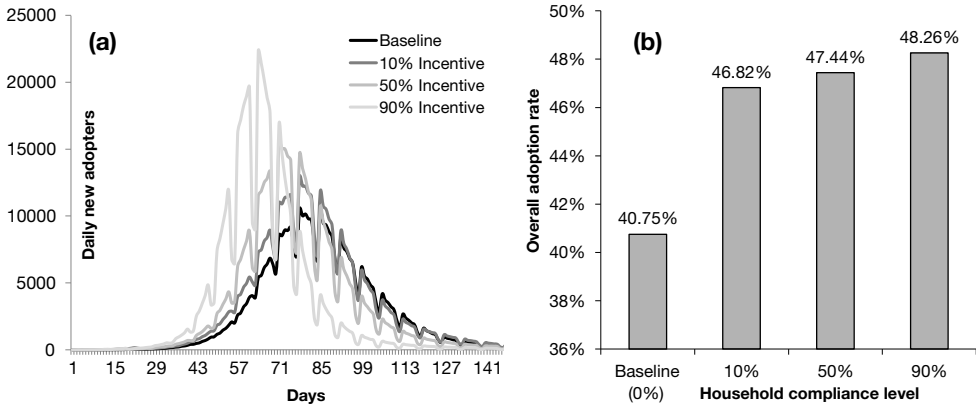 (a)
Daily new adopters
25000
20000
15000
10000
5000
0
Baseline
10% Incentive
50% Incentive
90% Incentive
1 15 29 43 57 71 85 99 113 127 141
Days
(b)
Overall adoption rate
50%
48%
46%
44%
42%
40%
38%
36%
40.75%
46.82%
47.44%
48.26%
Baseline 10% 50% 90%
(0%)
Household compliance level